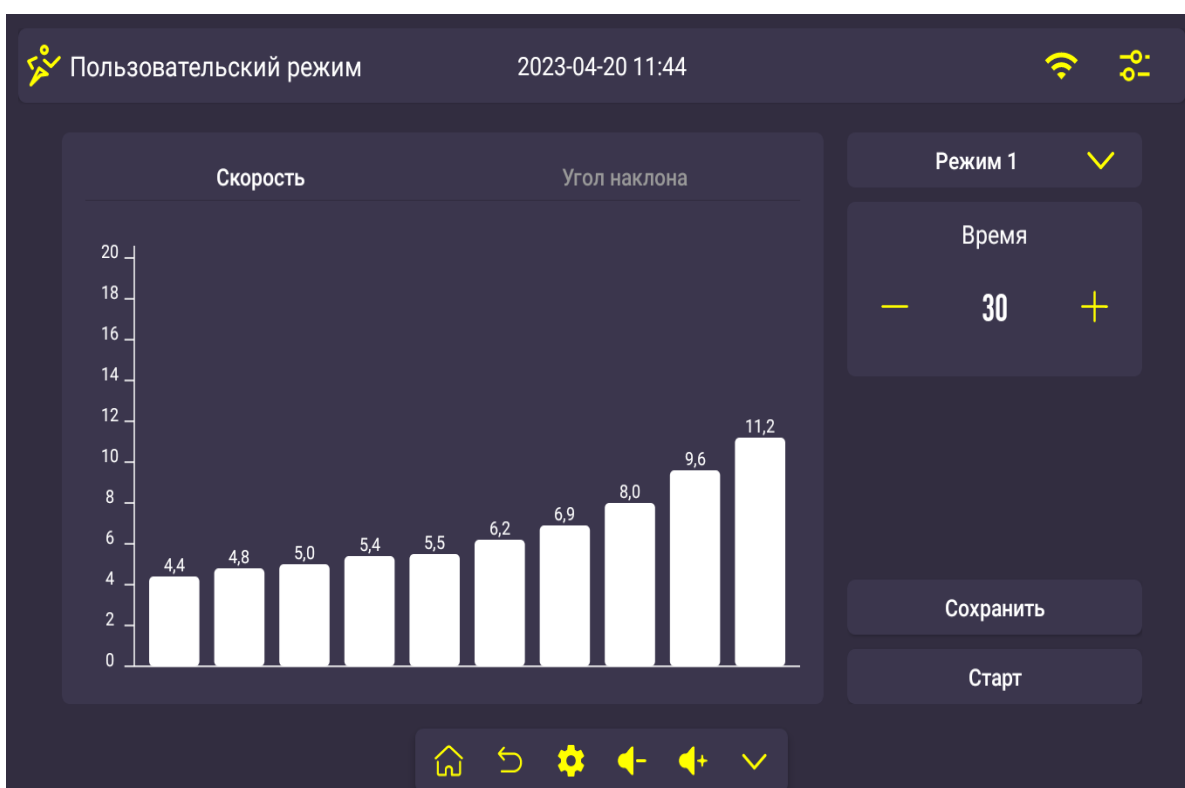 Пользовательский режим 2023-04-20 11:44
Скорость Угол наклона
Режим 1
Время
30
20
18
16
14
12
10
8
6
4
2
0
4,4 4,8 5,0 5,4 5,5 6,2 6,9 8,0 9,6 11,2
Сохранить
Старт